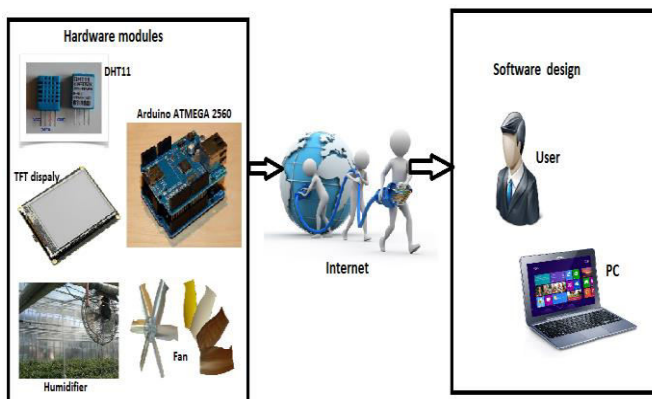 Hardware modules
DHT11
Arduino ATMEGA 2560
TFT dispaly
Humidifier
Fan
Internet
Software design
User
PC